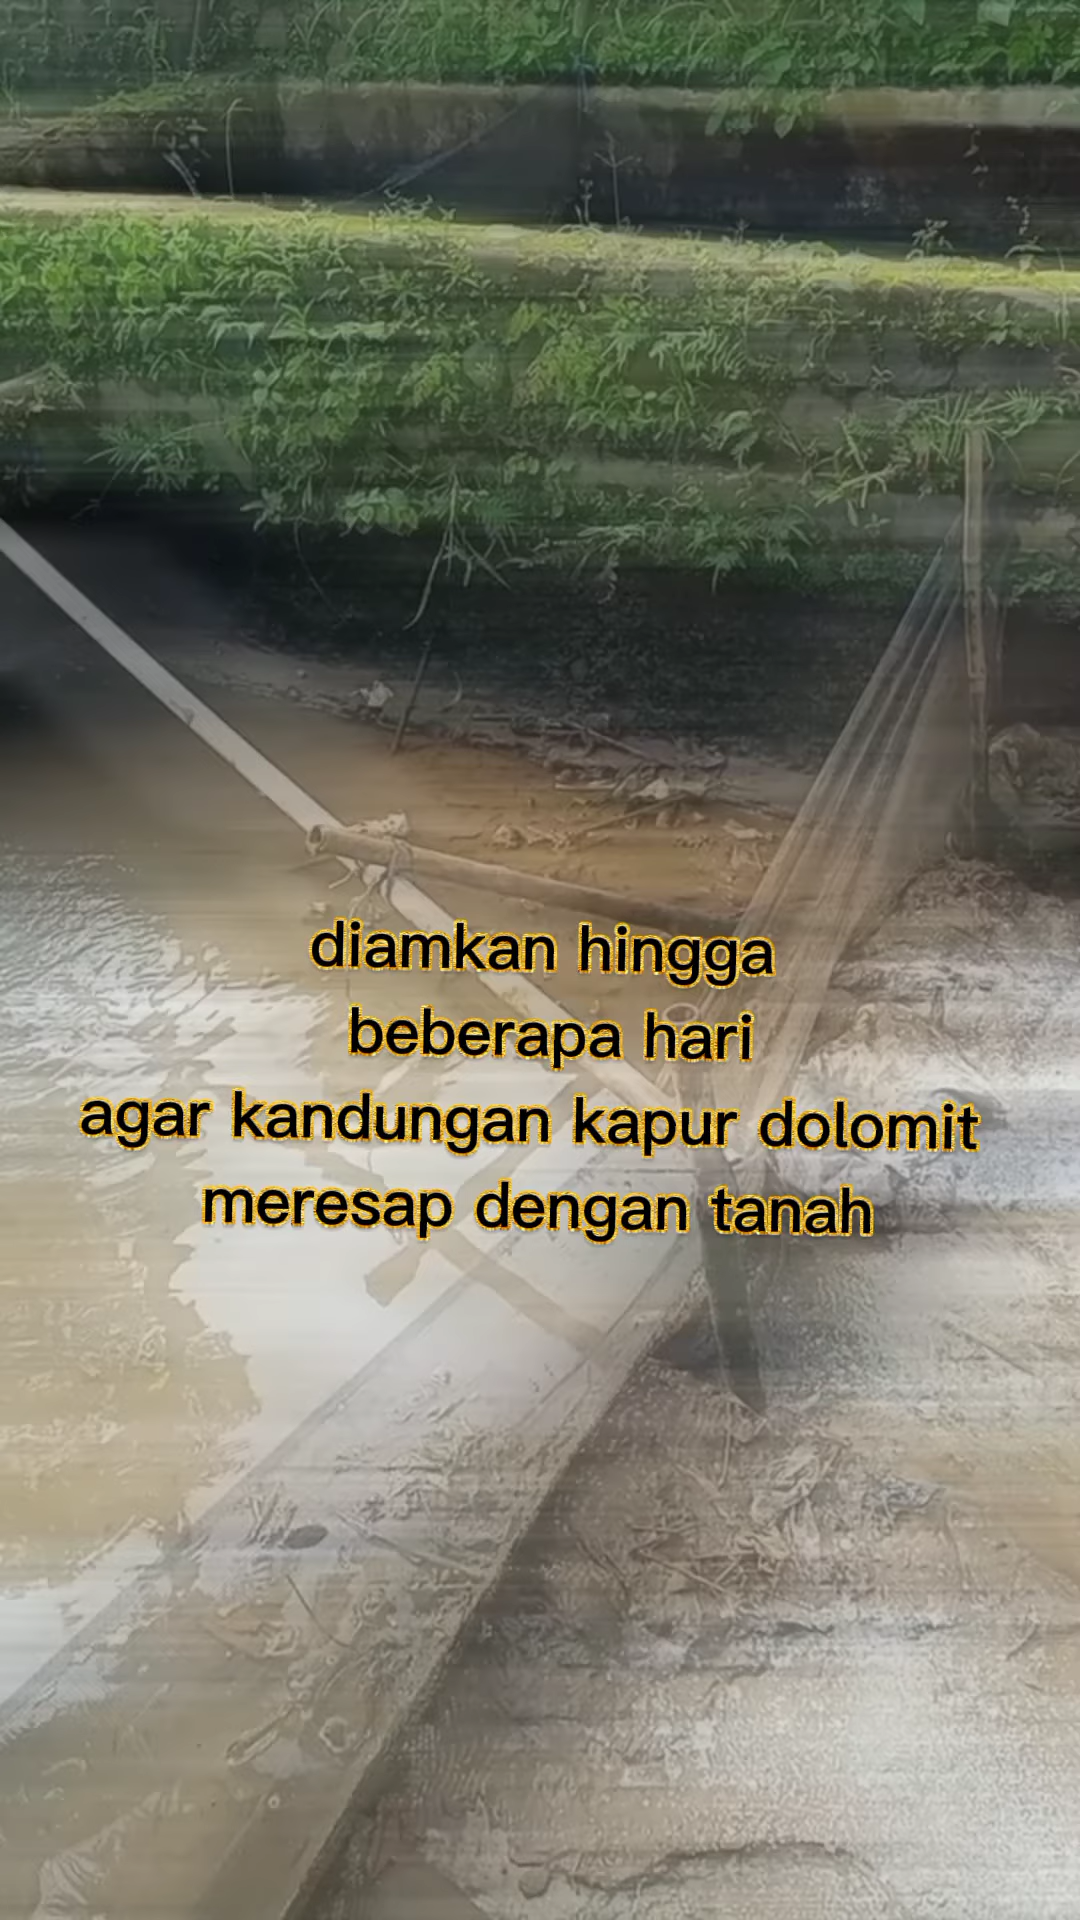 diamkan hingga
beberapa hari
agar kandungan kapur dolomit
meresap dengan tanah